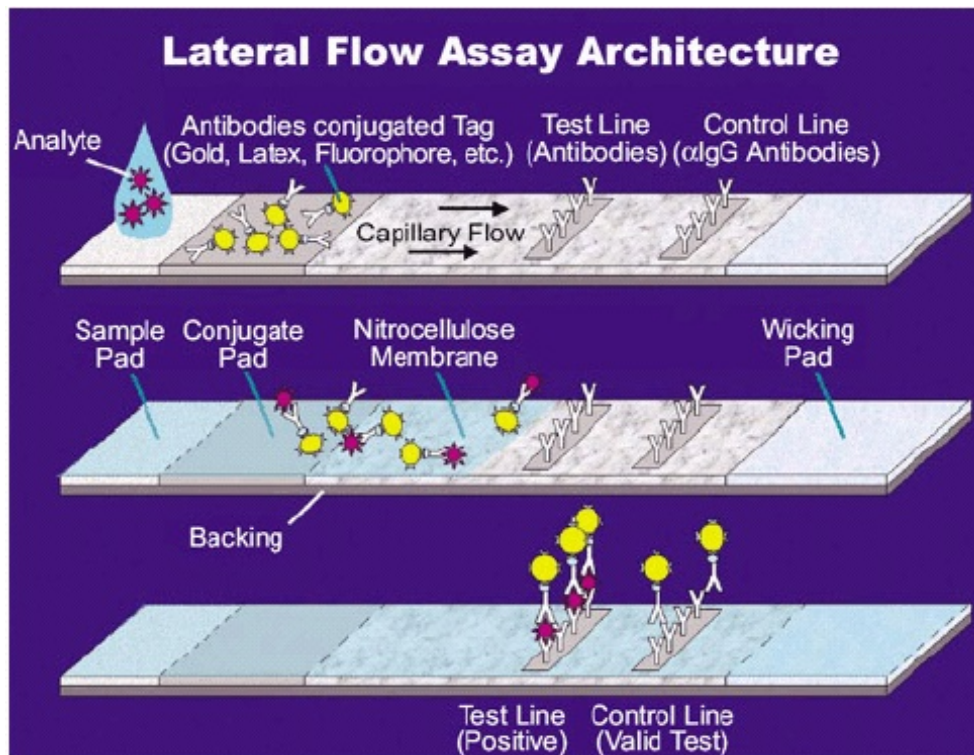 Lateral Flow Assay Architecture
Analyte
Antibodies conjugated Tag
(Gold, Latex, Fluorophore, etc.)
Test Line
(Antibodies)
Control Line
(αIgG Antibodies)
Capillary Flow
Sample
Pad
Conjugate
Pad
Nitrocellulose
Membrane
Wicking
Pad
Backing
Test Line
(Positive)
Control Line
(Valid Test)